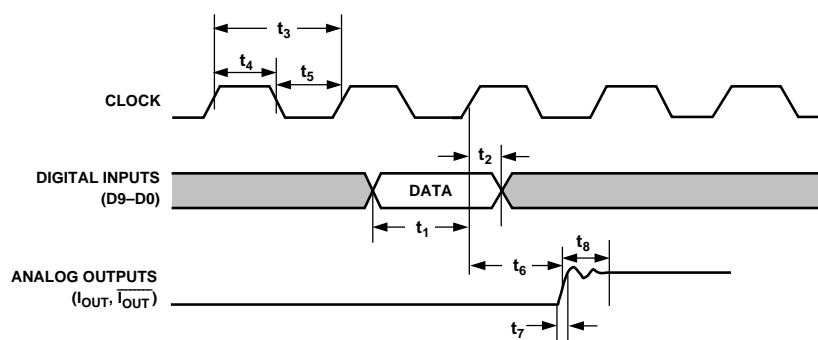 t3
t4
t5
CLOCK
t2
DIGITAL INPUTS
(D9–D0)
DATA
t1
t6
t8
ANALOG OUTPUTS
(IOUT, IOUT)
t7